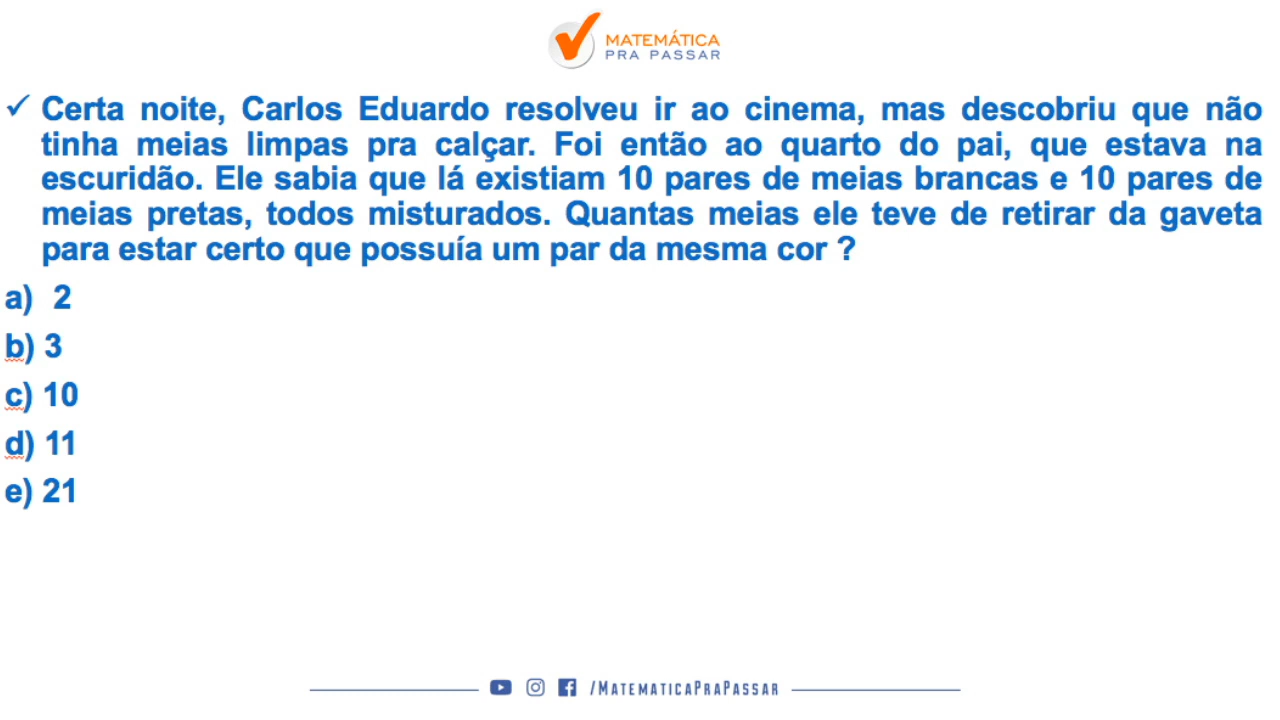 MATEMÁTICA
PRA PASSAR
✓ Certa noite, Carlos Eduardo resolveu ir ao cinema, mas descobriu que não
tinha meias limpas pra calçar. Foi então ao quarto do pai, que estava na
escuridão. Ele sabia que lá existiam 10 pares de meias brancas e 10 pares de
meias pretas, todos misturados. Quantas meias ele teve de retirar da gaveta
para estar certo que possuía um par da mesma cor ?
a) 2
b) 3
c) 10
d) 11
e) 21
/MATEMATICAPRAPASSAR